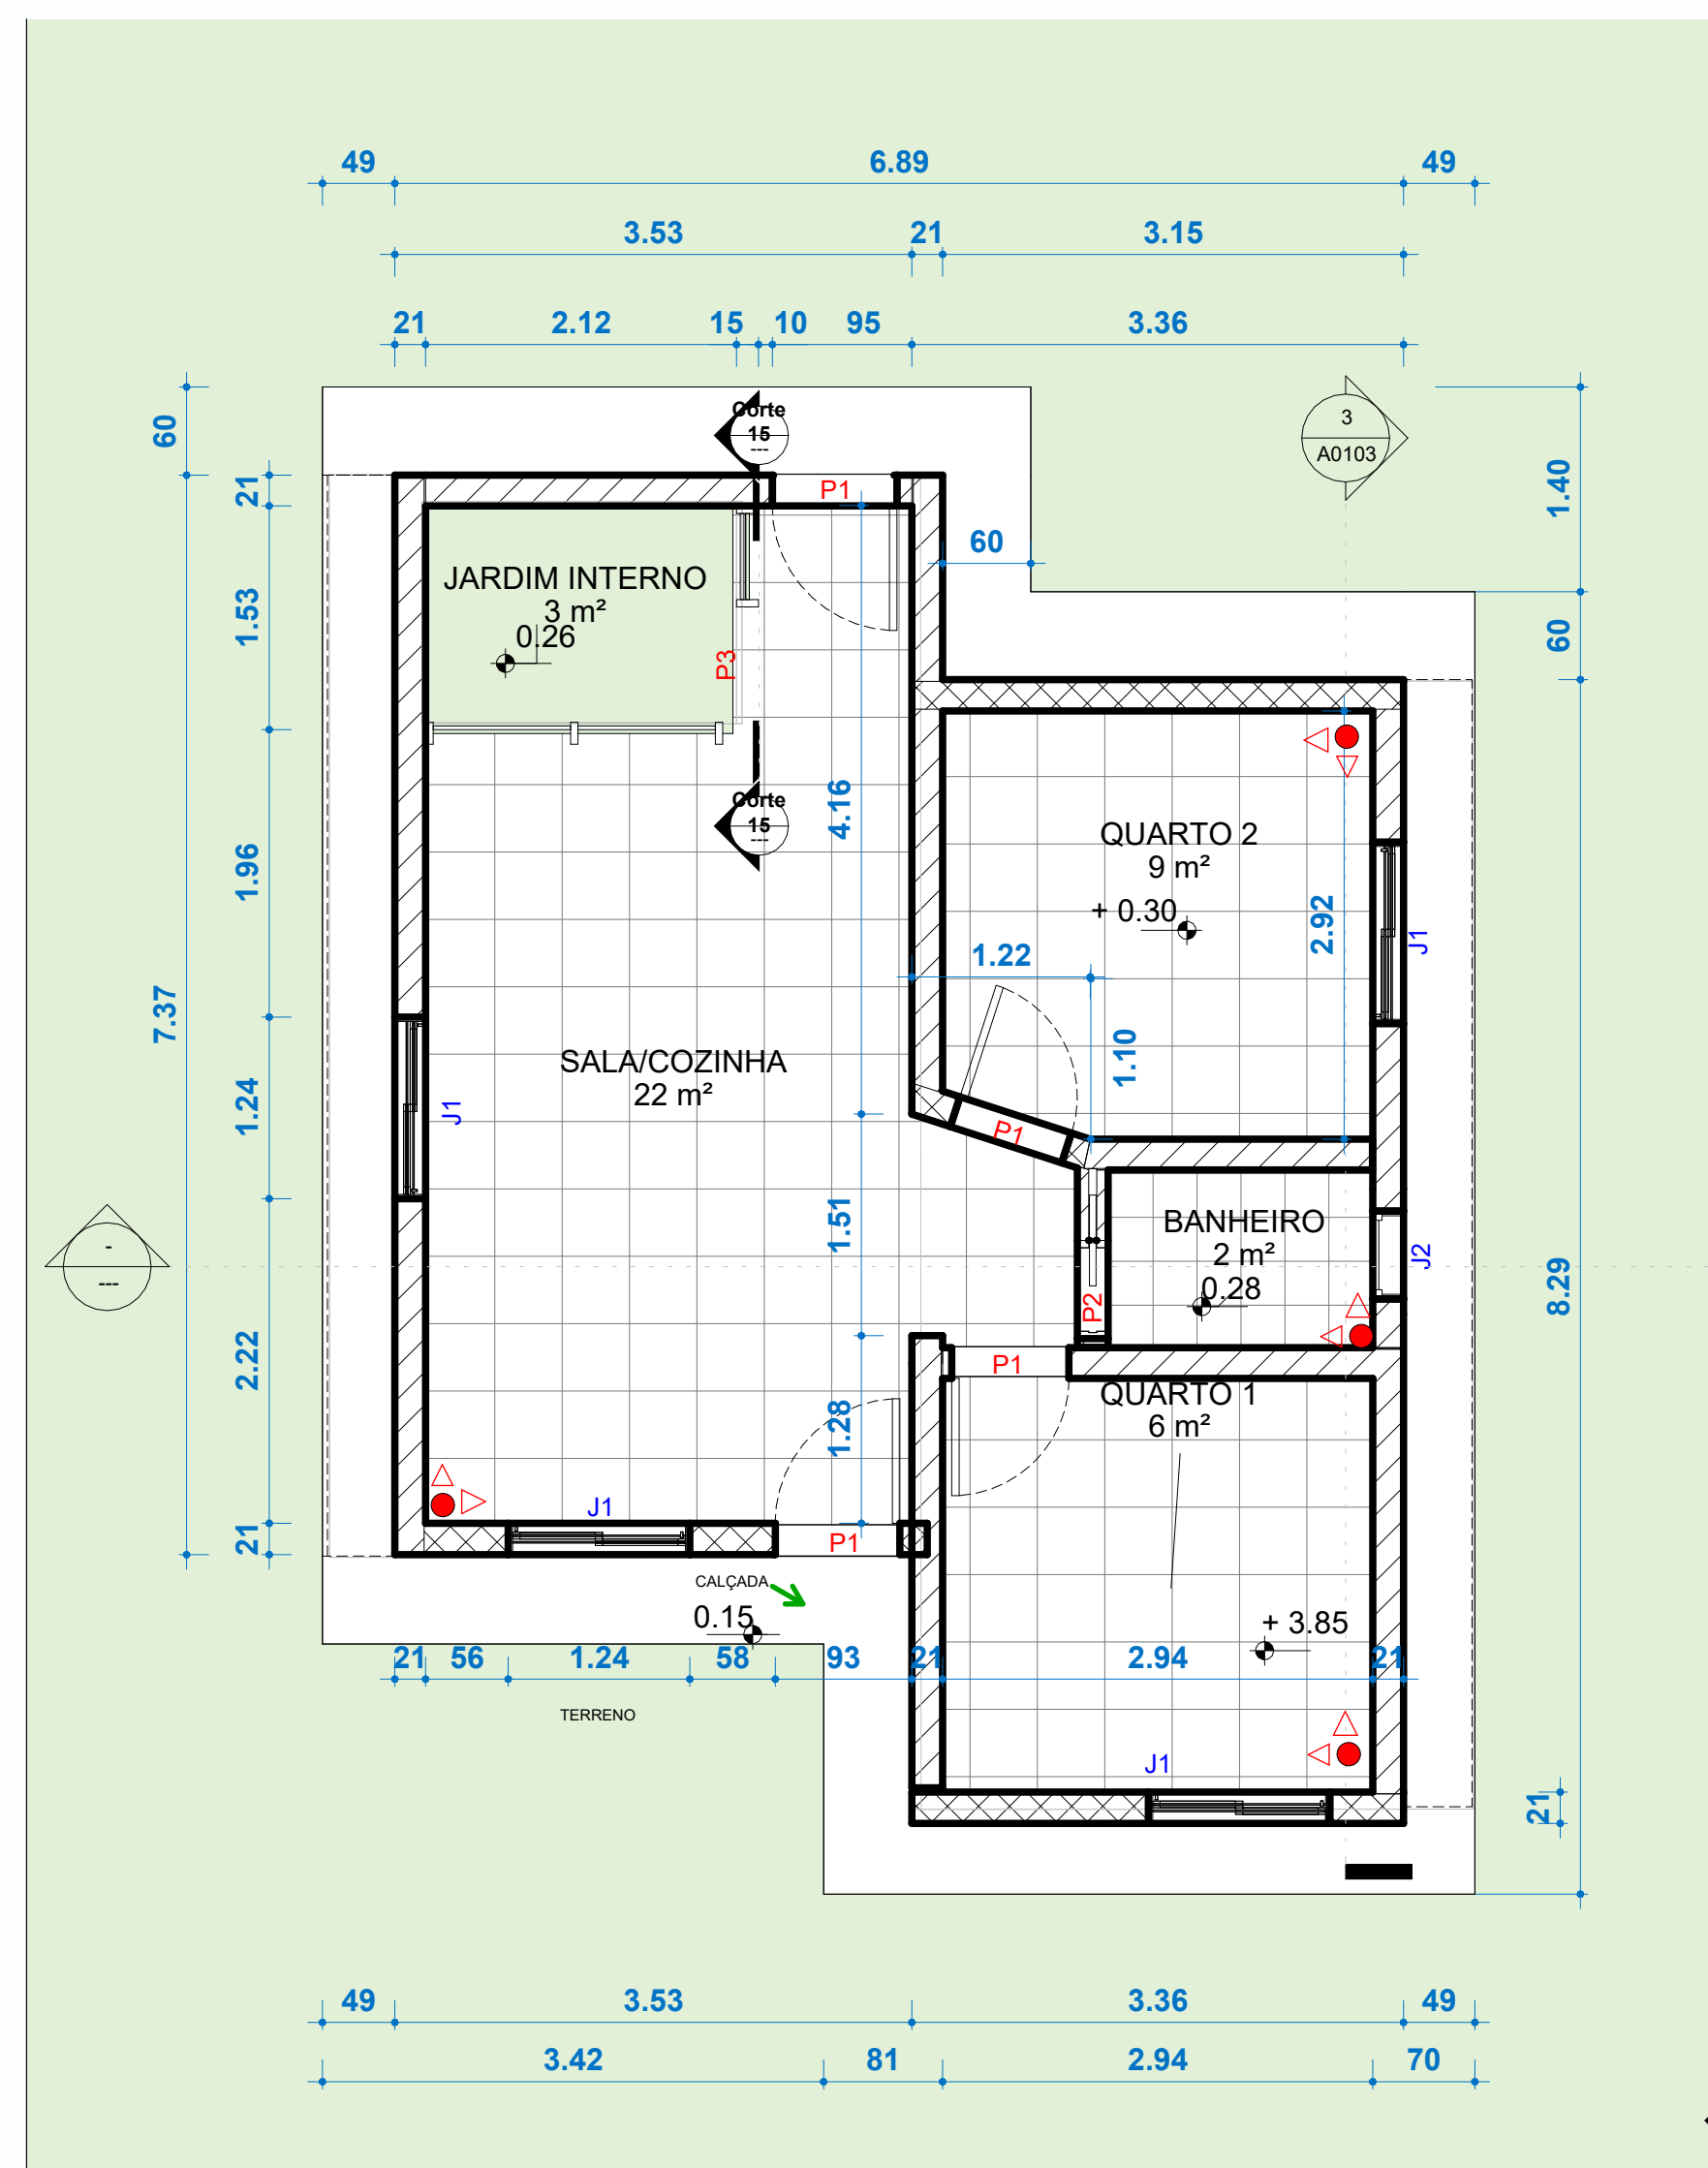 49 6.89 49
3.53 21 3.15
21 2.12 15 10 95 3.36
60
Corte
15
---
3
A0103
21
P1
1.40
60
JARDIM INTERNO
3 m²
0.26
1.53
P3
60
4.16
Corte
15
---
QUARTO 2
9 m²
+ 0.30
1.96
2.92
J1
1.22
7.37
1.10
SALA/COZINHA
22 m²
1.24
J1
P1
1.51
BANHEIRO
2 m²
0.28
J2
-
---
P2
8.29
2.22
P1
QUARTO 1
6 m²
1.28
J1
P1
21
CALÇADA
0.15
+ 3.85
21 56 1.24 58 93 21 2.94 21
TERRENO
J1
21
49 3.53 3.36 49
3.42 81 2.94 70